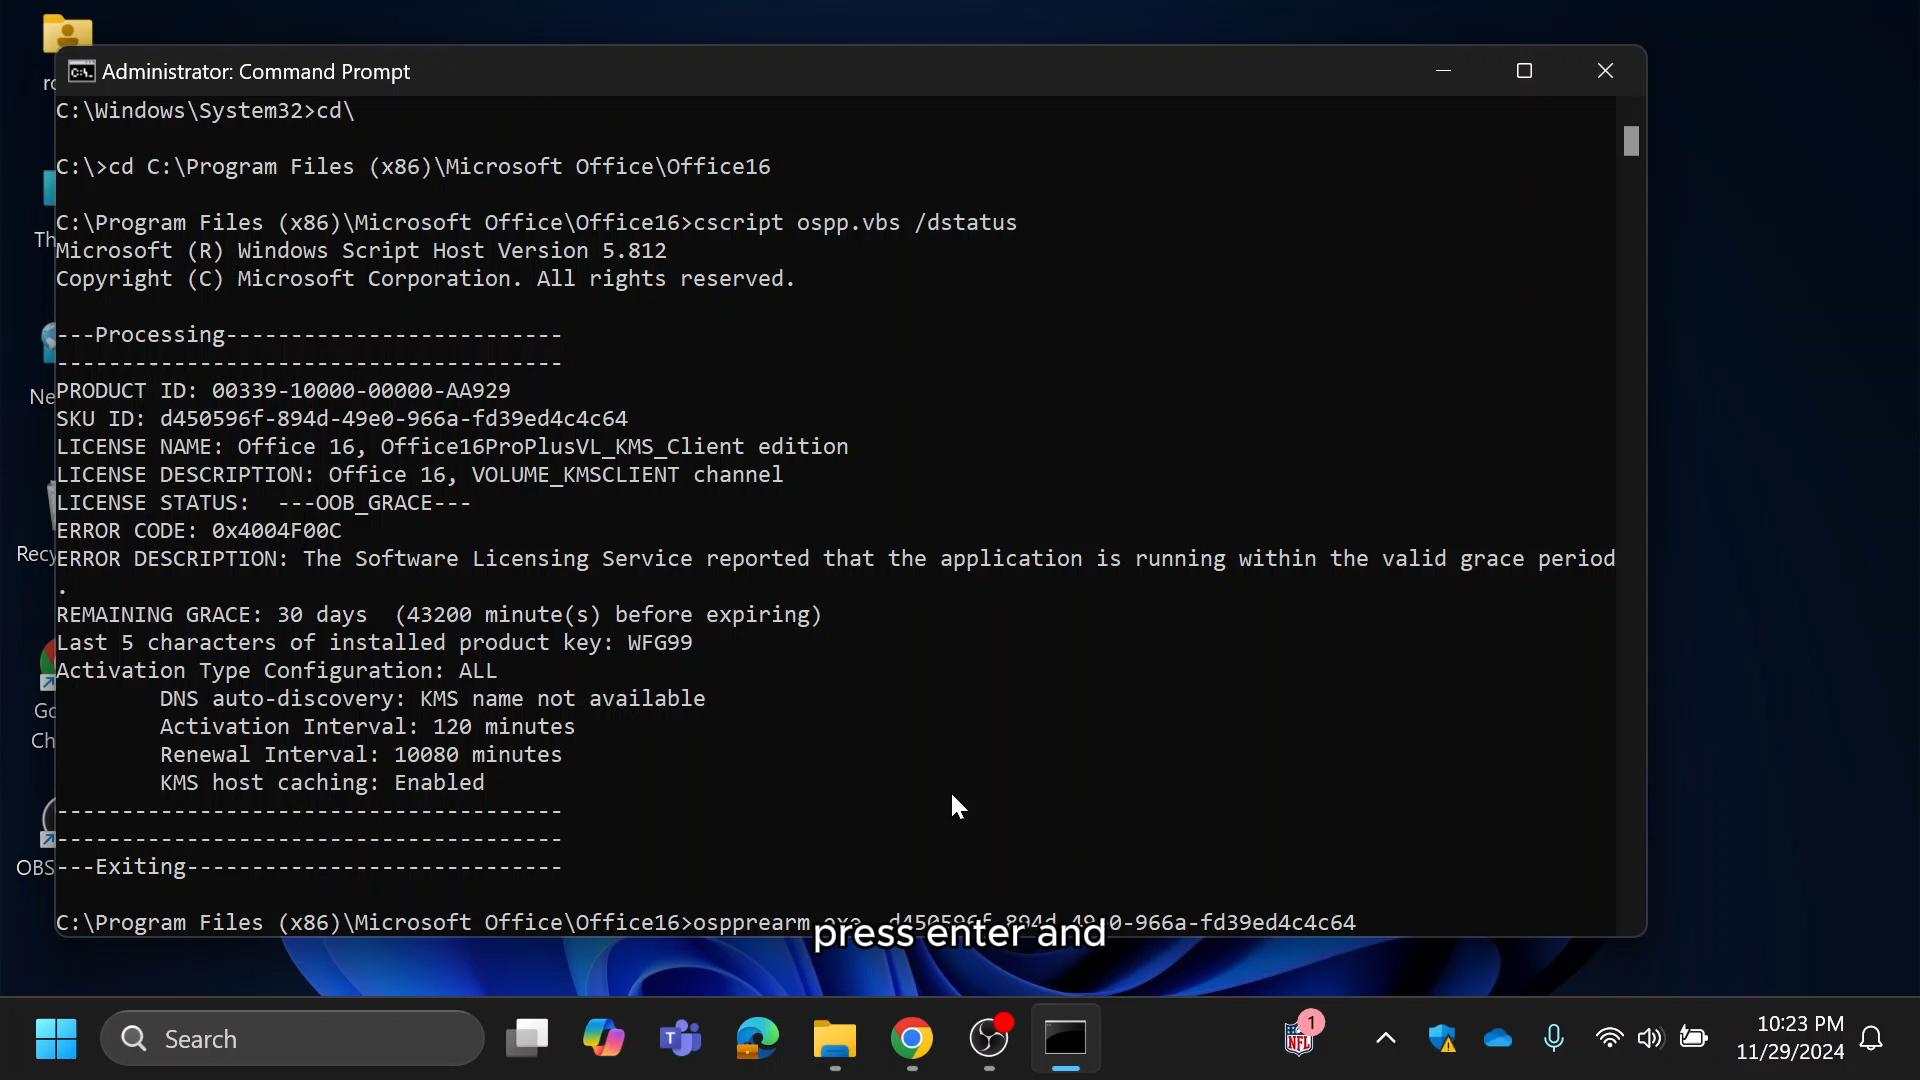 Administrator: Command Prompt
C:\Windows\System32>cd\
C:\>cd C:\Program Files (x86)\Microsoft Office\Office16
C:\Program Files (x86)\Microsoft Office\Office16>cscript ospp.vbs /dstatus
Microsoft (R) Windows Script Host Version 5.812
Copyright (C) Microsoft Corporation. All rights reserved.
---Processing--------------------------
---------------------------------------
PRODUCT ID: 00339-10000-00000-AA929
SKU ID: d450596f-894d-49e0-966a-fd39ed4c4c64
LICENSE NAME: Office 16, Office16ProPlusVL_KMS_Client edition
LICENSE DESCRIPTION: Office 16, VOLUME_KMSCLIENT channel
LICENSE STATUS:  ---OOB_GRACE---
ERROR CODE: 0x4004F00C
ERROR DESCRIPTION: The Software Licensing Service reported that the application is running within the valid grace period
.
REMAINING GRACE: 30 days  (43200 minute(s) before expiring)
Last 5 characters of installed product key: WFG99
Activation Type Configuration: ALL
DNS auto-discovery: KMS name not available
Activation Interval: 120 minutes
Renewal Interval: 10080 minutes
KMS host caching: Enabled
---------------------------------------
---------------------------------------
---Exiting-----------------------------
C:\Program Files (x86)\Microsoft Office\Office16>ospprearm.exe  d450596f-894d-49e0-966a-fd39ed4c4c64
press enter and
Th
Ne
Recy
Go
Ch
OBS
Search
NFL
1
10:23 PM
11/29/2024